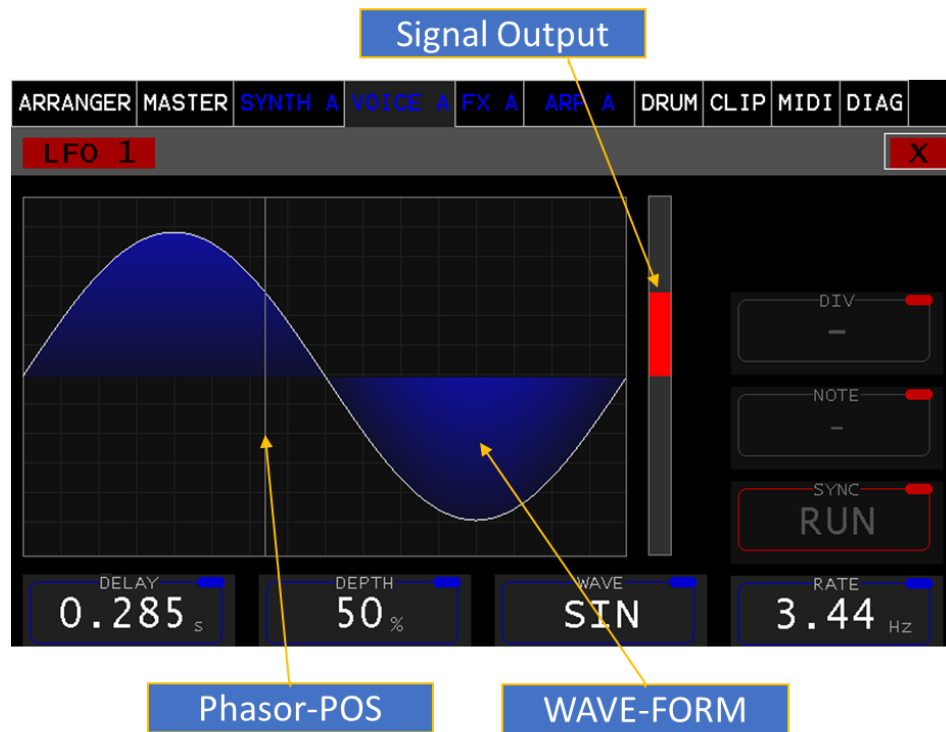 Signal Output
ARRANGER MASTER SYNTH A VOICE A FX A ARP A DRUM CLIP MIDI DIAG
LFO 1 X
DIV
-
NOTE
-
SYNC
RUN
DELAY DEPTH WAVE RATE
0.285 s 50 % SIN 3.44 Hz
Phasor-POS WAVE-FORM